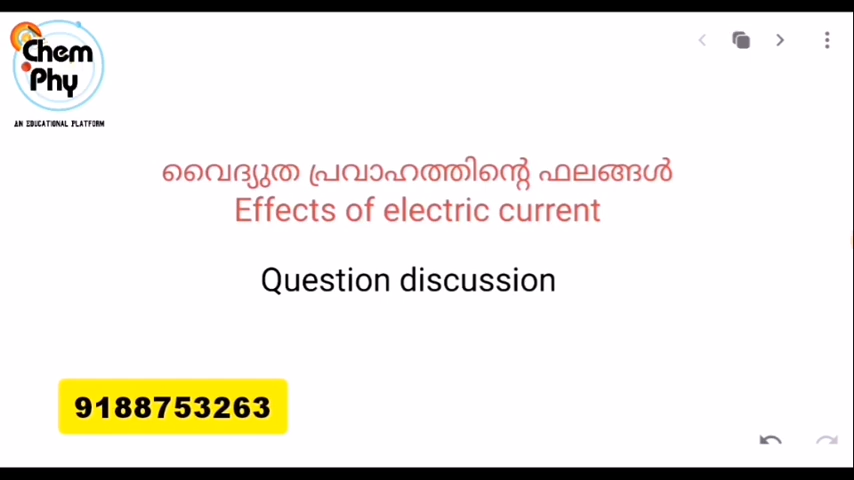 Chem
Phy
AN EDUCATIONAL PLATFORM
വൈദ്യുത പ്രവാഹത്തിന്റെ ഫലങ്ങൾ
Effects of electric current
Question discussion
9188753263